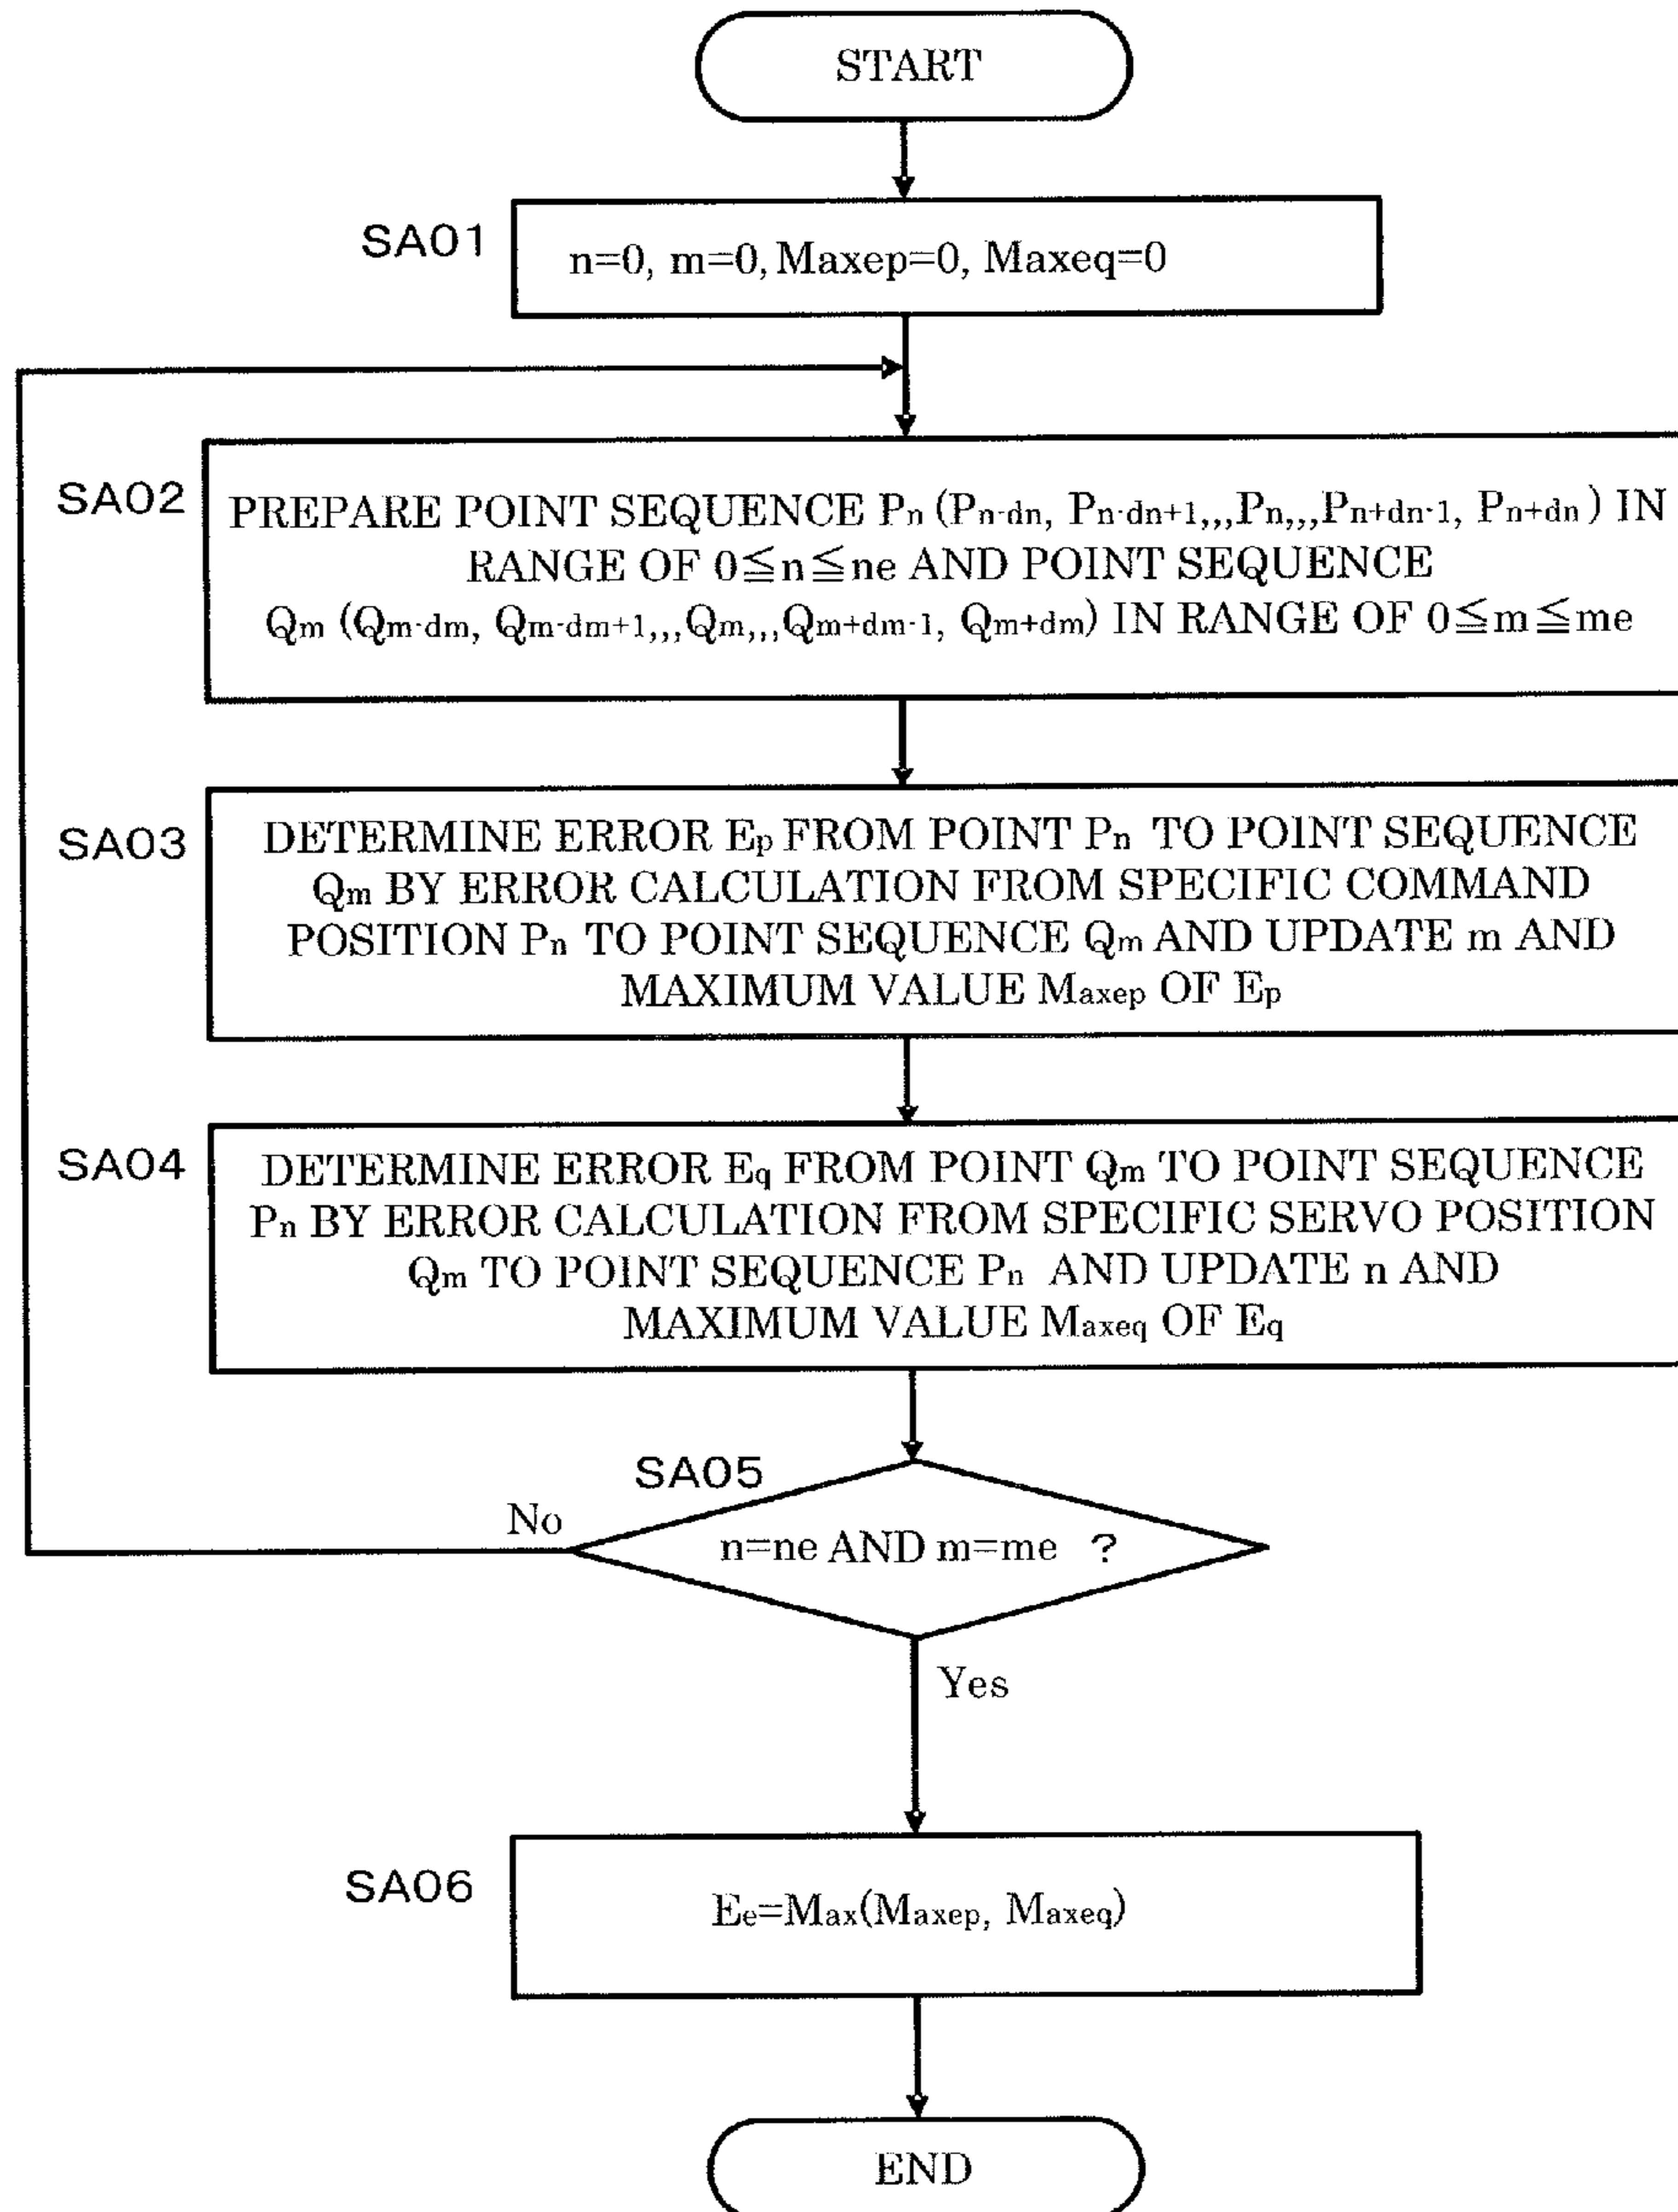 START
SA01
n=0, m=0, Maxep=0, Maxeq=0
SA02
PREPARE POINT SEQUENCE Pn (Pn-dn, Pn-dn+1,,,Pn,,,Pn+dn-1, Pn+dn) IN
RANGE OF 0≦n≦ne AND POINT SEQUENCE
Qm (Qm-dm, Qm-dm+1,,,Qm,,,Qm+dm-1, Qm+dm) IN RANGE OF 0≦m≦me
SA03
DETERMINE ERROR Ep FROM POINT Pn TO POINT SEQUENCE
Qm BY ERROR CALCULATION FROM SPECIFIC COMMAND
POSITION Pn TO POINT SEQUENCE Qm AND UPDATE m AND
MAXIMUM VALUE Maxep OF Ep
SA04
DETERMINE ERROR Eq FROM POINT Qm TO POINT SEQUENCE
Pn BY ERROR CALCULATION FROM SPECIFIC SERVO POSITION
Qm TO POINT SEQUENCE Pn AND UPDATE n AND
MAXIMUM VALUE Maxeq OF Eq
SA05
No
n=ne AND m=me ?
Yes
SA06
Ee=Max(Maxep, Maxeq)
END